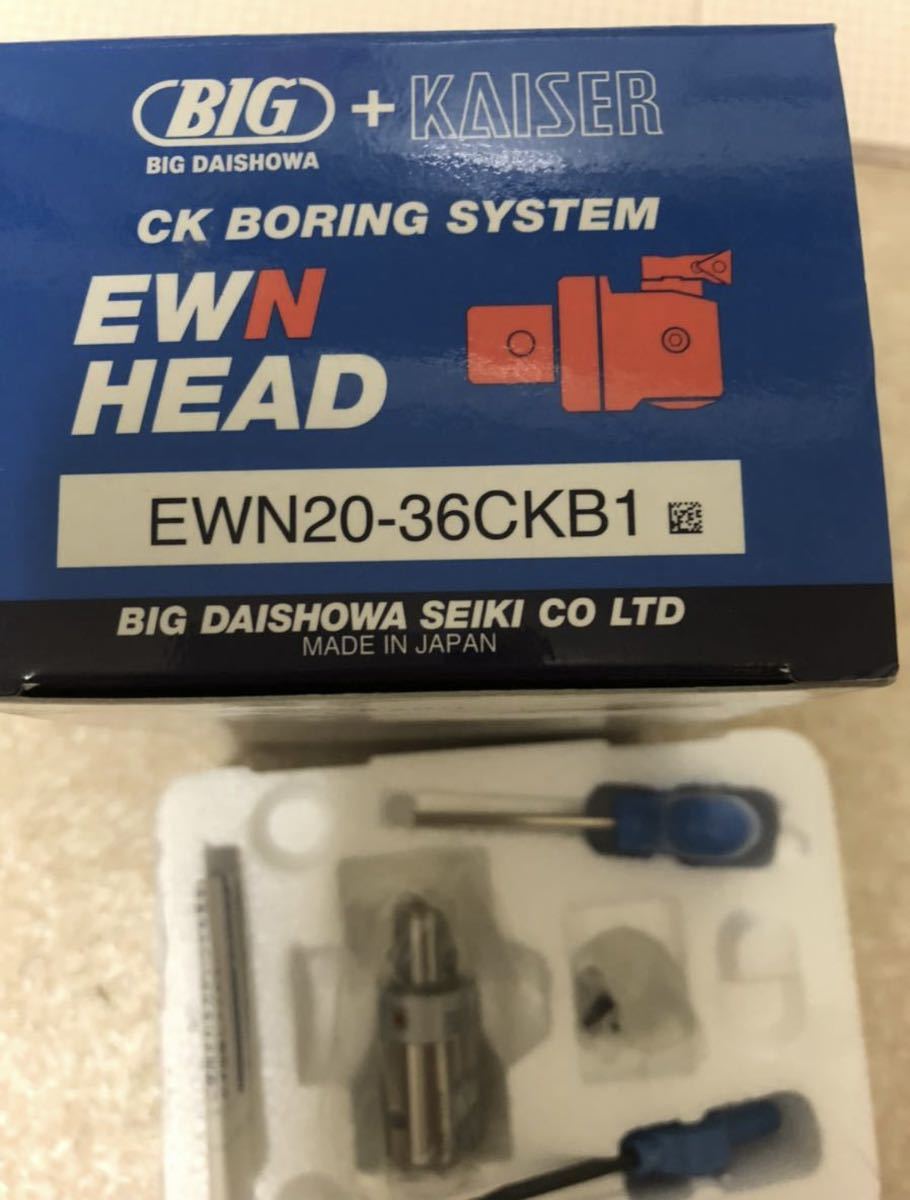 BIG + KAISER
BIG DAISHOWA
CK BORING SYSTEM
EWN
HEAD
EWN20-36CKB1
BIG DAISHOWA SEIKI CO LTD
MADE IN JAPAN